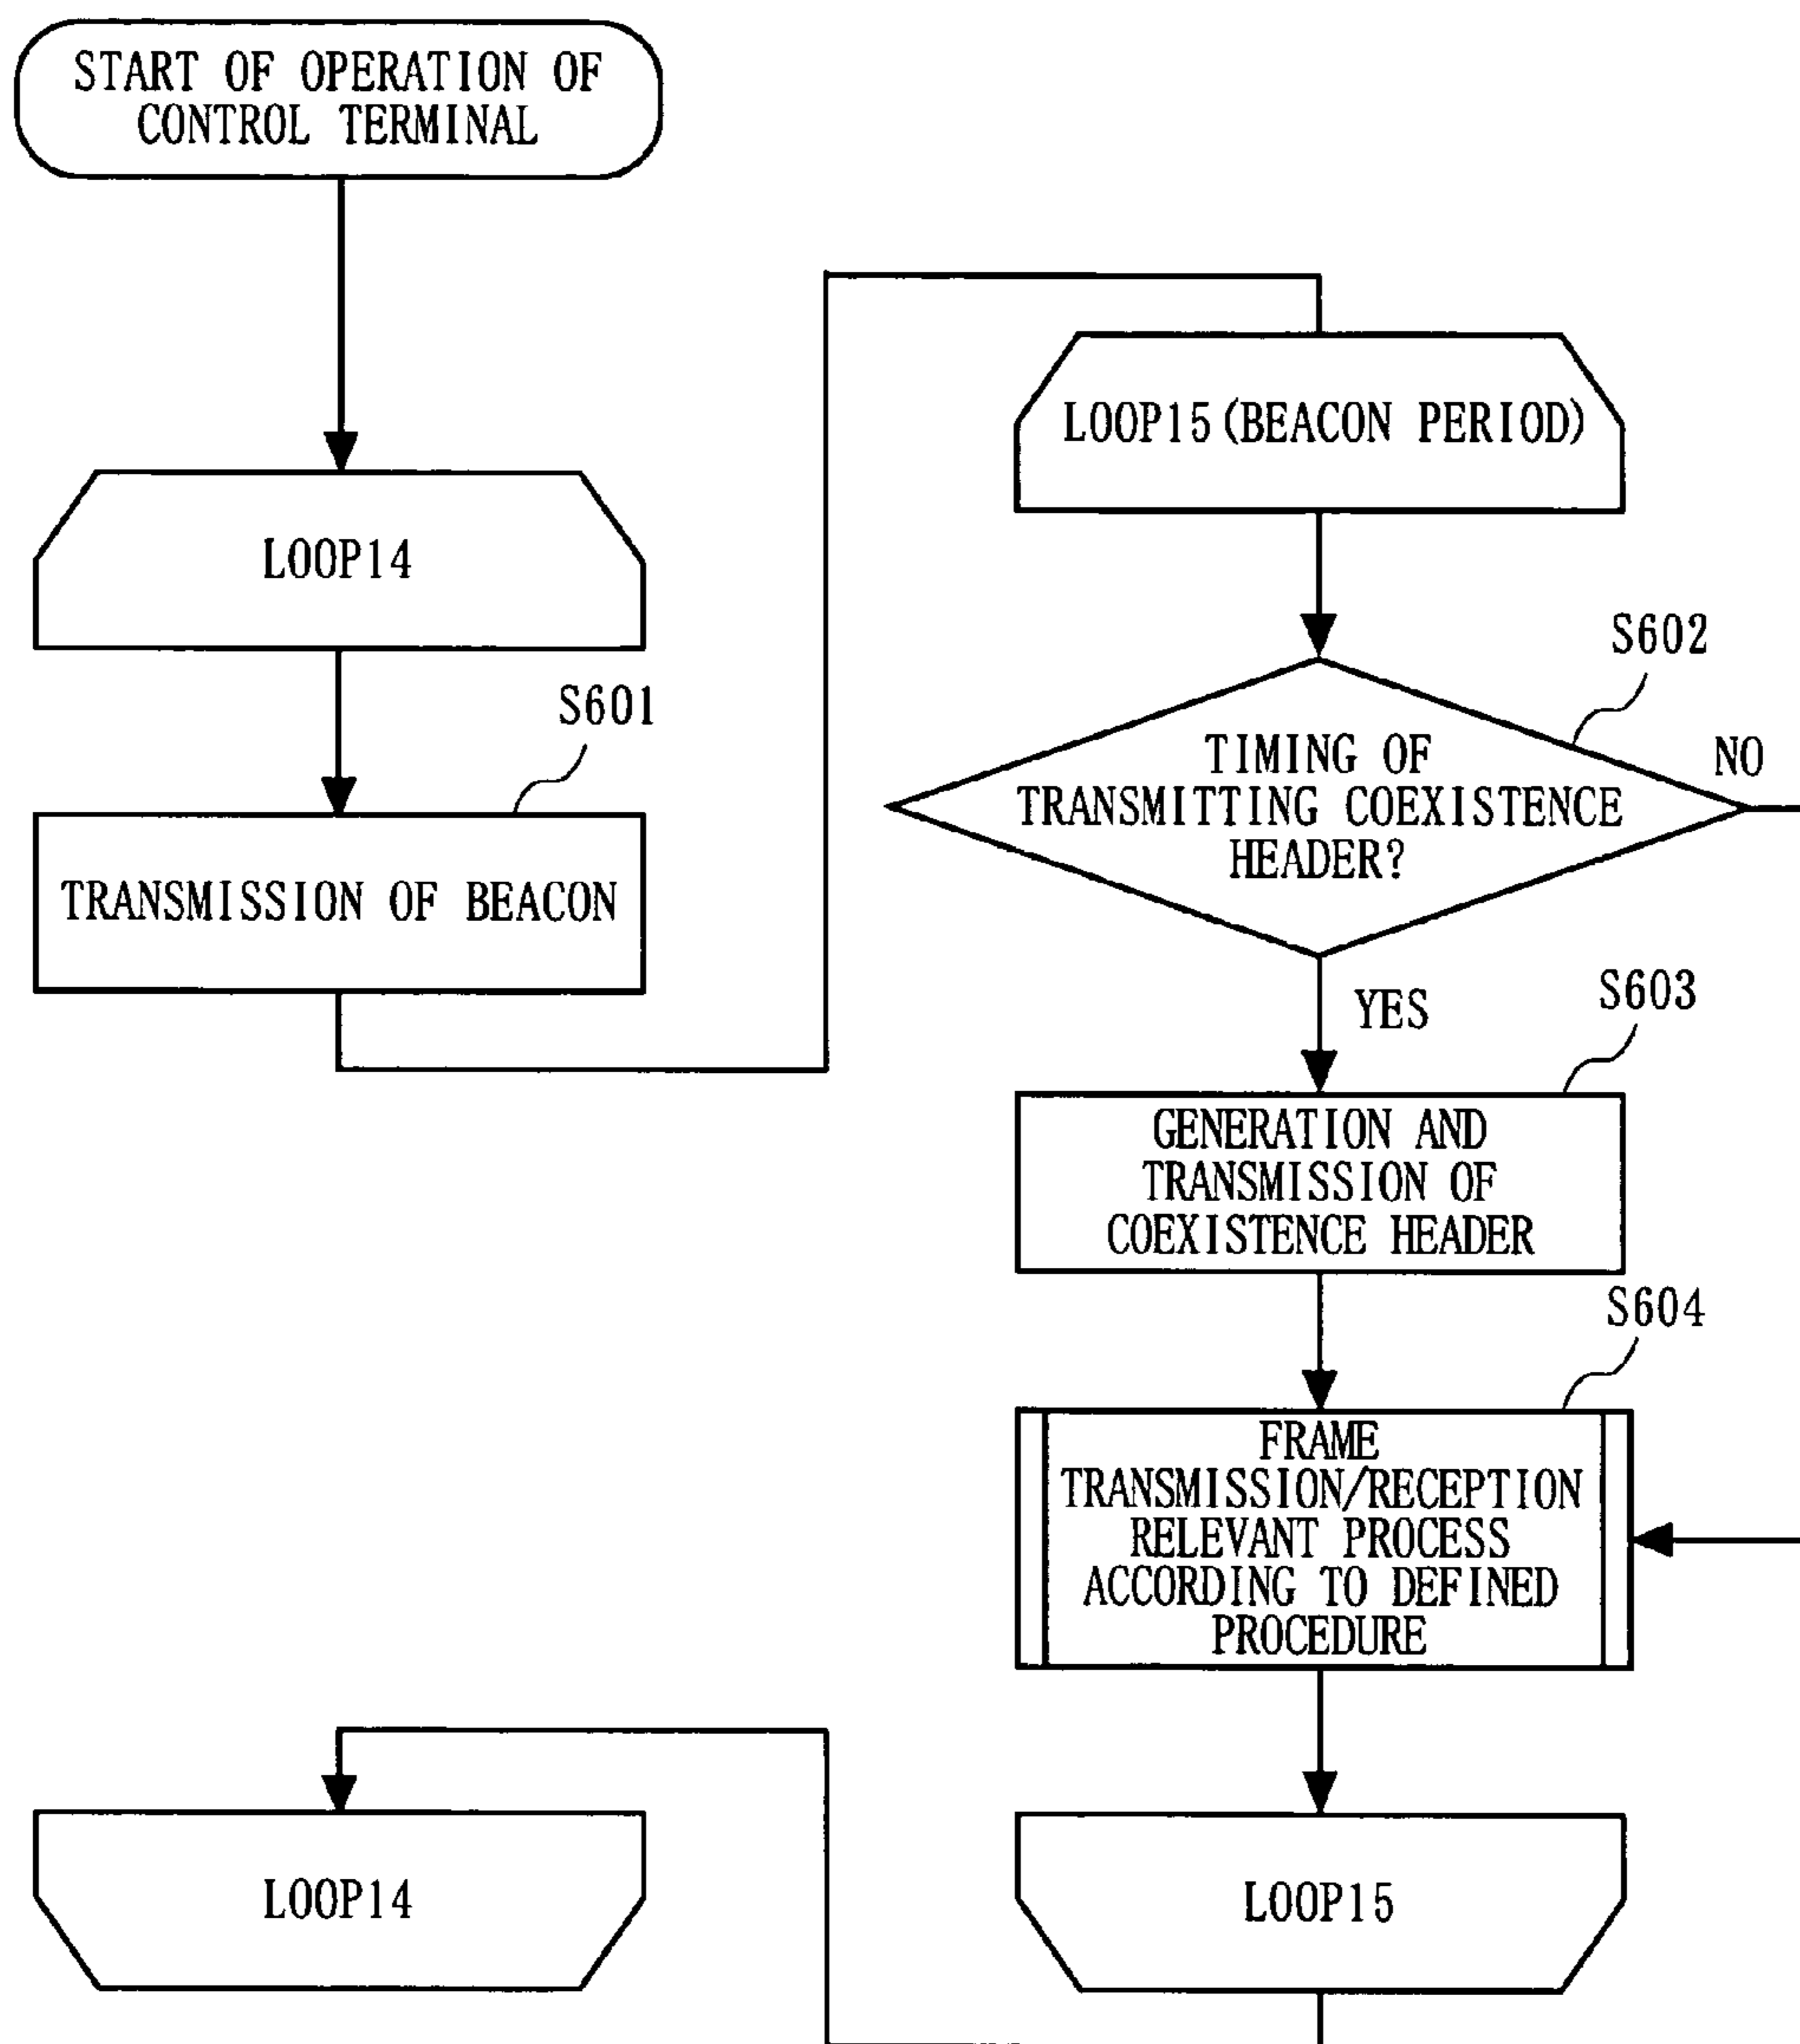 START OF OPERATION OF
CONTROL TERMINAL
LOOP14
S601
TRANSMISSION OF BEACON
LOOP15(BEACON PERIOD)
S602
TIMING OF
TRANSMITTING COEXISTENCE
HEADER?
NO
YES
S603
GENERATION AND
TRANSMISSION OF
COEXISTENCE HEADER
S604
FRAME
TRANSMISSION/RECEPTION
RELEVANT PROCESS
ACCORDING TO DEFINED
PROCEDURE
LOOP15
LOOP14